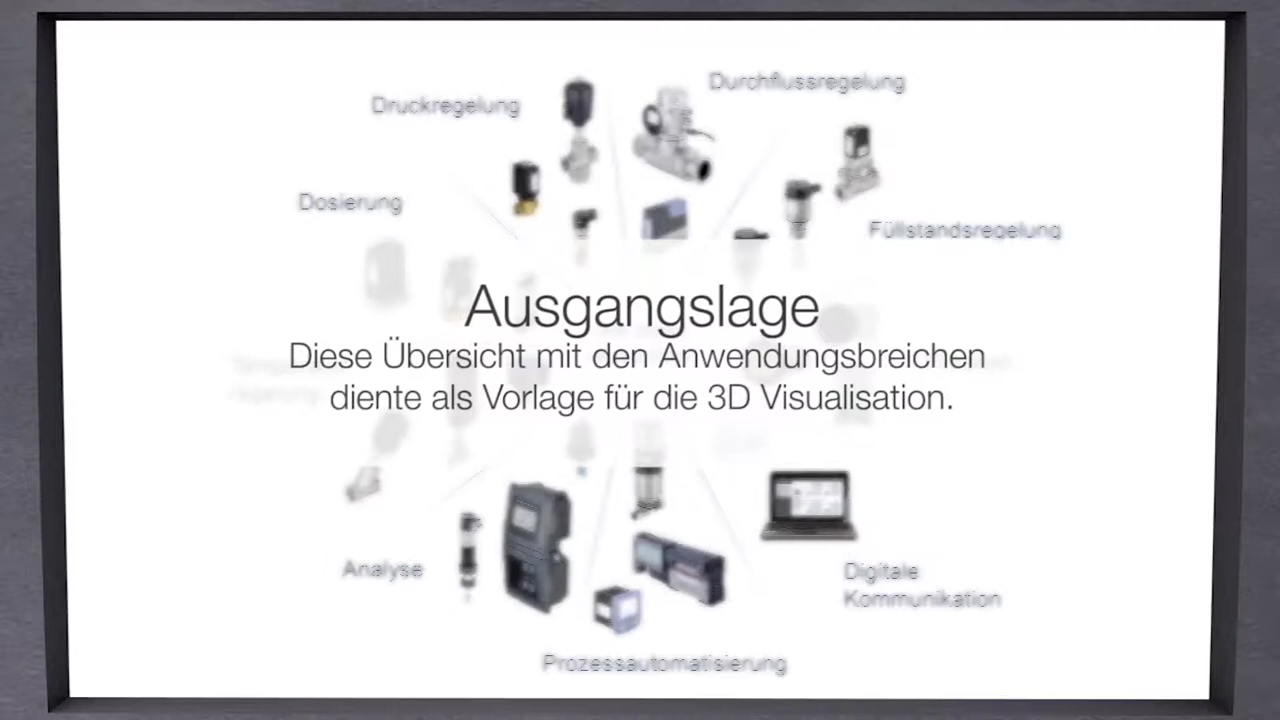 Durchflussregelung
Druckregelung
Dosierung
Füllstandsregelung
Ausgangslage
Diese Übersicht mit den Anwendungsbreichen
diente als Vorlage für die 3D Visualisation.
Analyse
Digitale
Kommunikation
Prozessautomatisierung